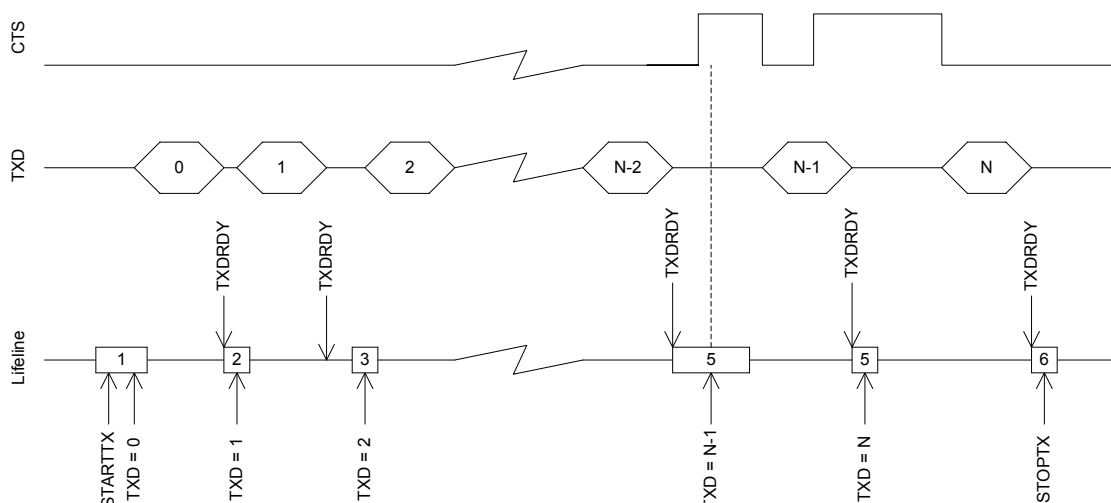 CTS
TXD
0
1
2
N-2
N-1
N
TXDRDY
TXDRDY
TXDRDY
TXDRDY
TXDRDY
Lifeline
1
2
3
5
5
6
STARTTX
TXD = 0
TXD = 1
TXD = 2
TXD = N-1
TXD = N
STOPTX